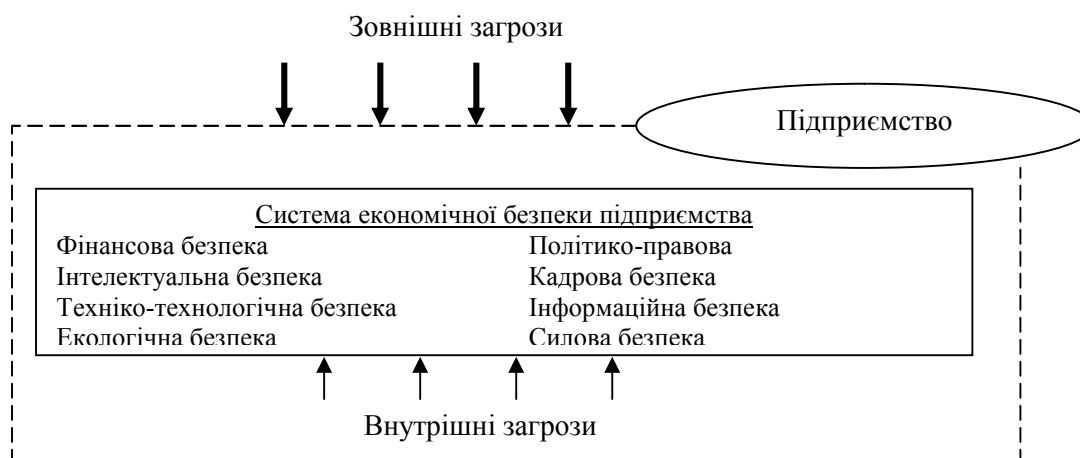 Зовнішні загрози
Підприємство
Система економічної безпеки підприємства
Фінансова безпека
Політико-правова
Інтелектуальна безпека
Кадрова безпека
Техніко-технологічна безпека
Інформаційна безпека
Екологічна безпека
Силова безпека
Внутрішні загрози